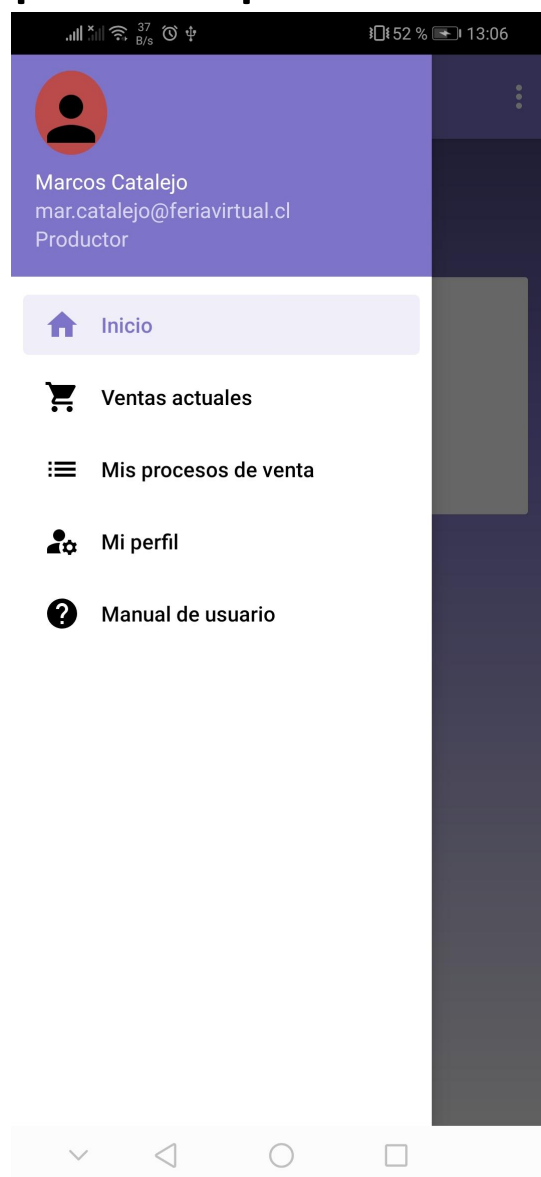 37
B/s
52 %
13:06
Marcos Catalejo
mar.catalejo@feriavirtual.cl
Productor
Inicio
Ventas actuales
Mis procesos de venta
Mi perfil
Manual de usuario